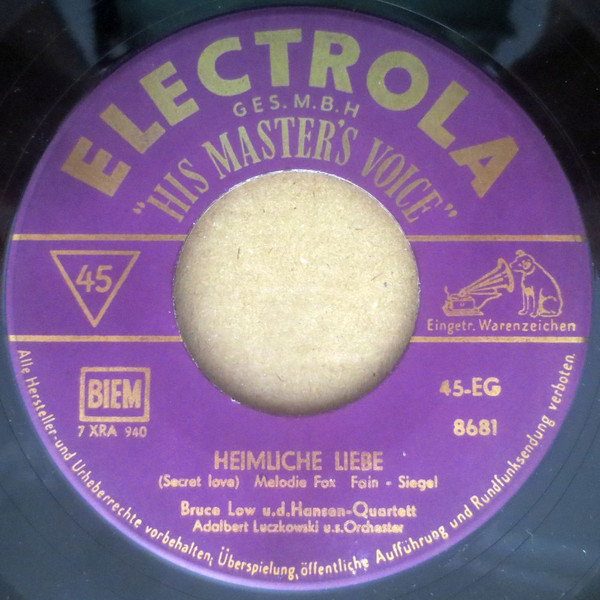 ELECTROLA
GES.M.B.H
"HIS MASTER'S VOICE"
45
Eingetr. Warenzeichen
BIEM
7 XRA 940
45-EG
8681
HEIMLICHE LIEBE
(Secret love) Melodie Fox Fain - Siegel
Bruce Low u.d.Hansen-Quartett
Adalbert Luczkowski u.s.Orchester
Alle Hersteller-und Urheberrechte vorbehalten; Überspielung, öffentliche Aufführung und Rundfunksendung verboten.